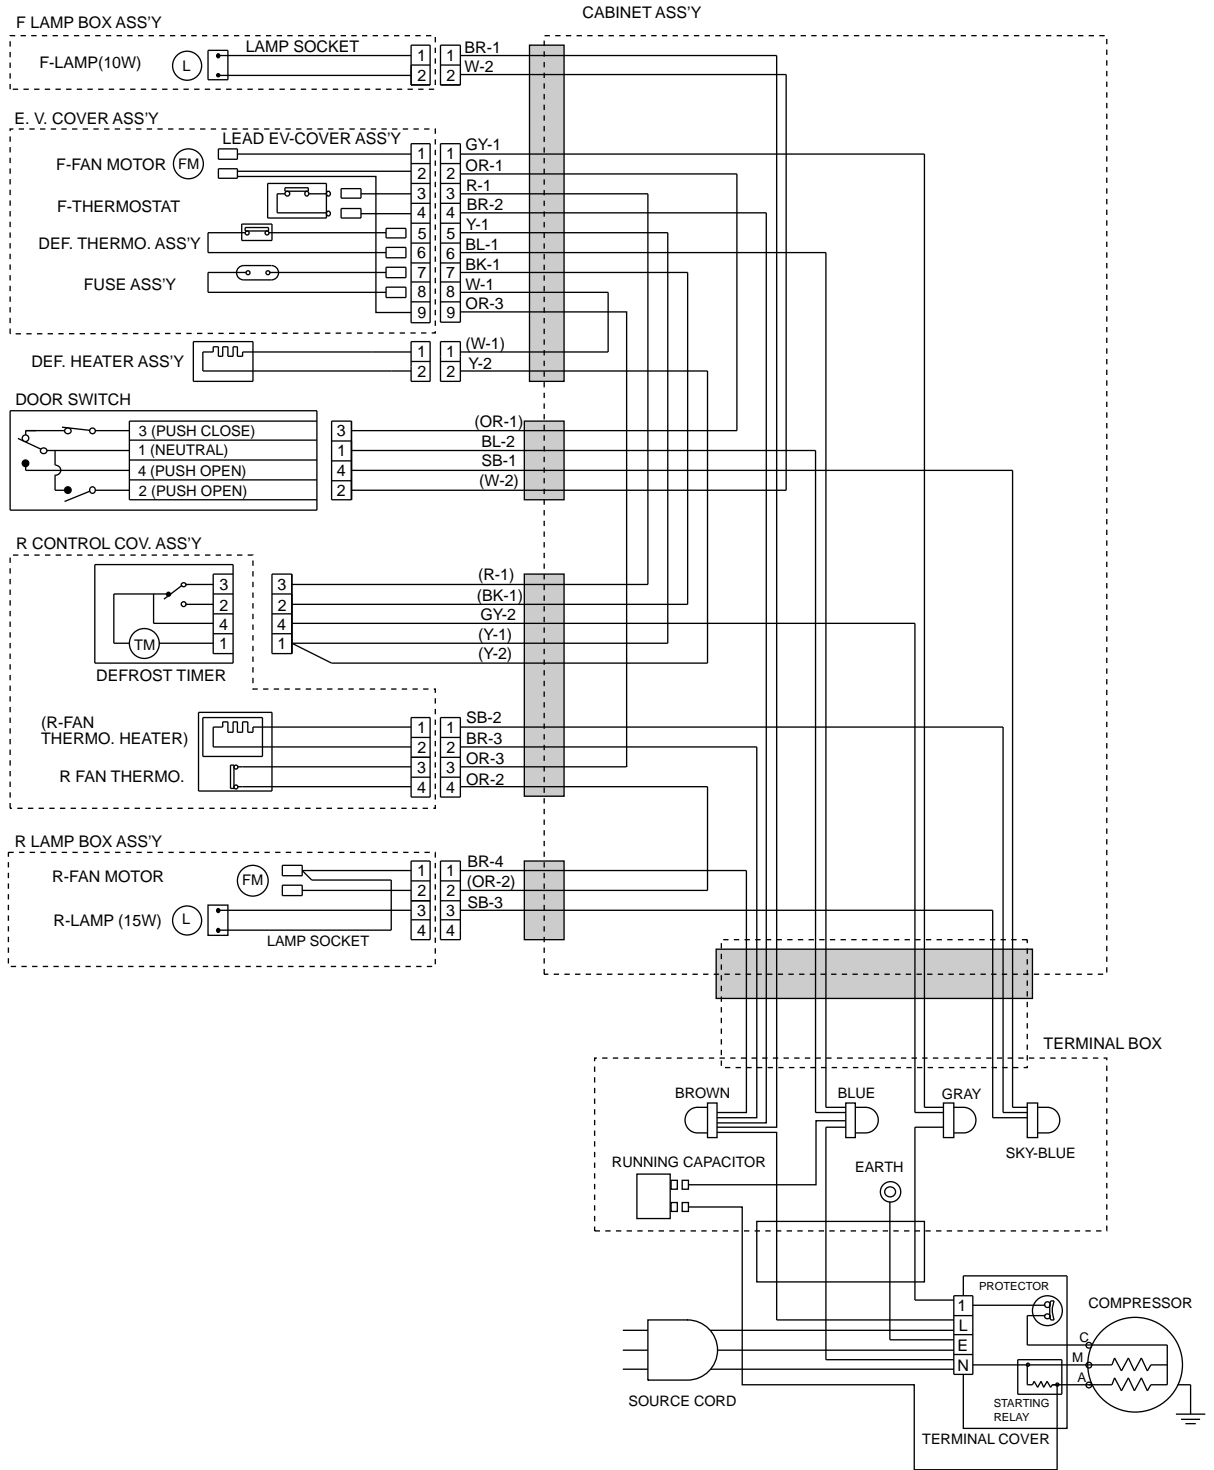 CABINET ASS'Y
F LAMP BOX ASS'Y
F-LAMP(10W)
L
LAMP SOCKET
1 1 BR-1
2 2 W-2
E. V. COVER ASS'Y
LEAD EV-COVER ASS'Y
F-FAN MOTOR FM
F-THERMOSTAT
DEF. THERMO. ASS'Y
FUSE ASS'Y
1 1 GY-1
2 2 OR-1
3 3 R-1
4 4 BR-2
5 5 Y-1
6 6 BL-1
7 7 BK-1
8 8 W-1
9 9 OR-3
DEF. HEATER ASS'Y
1 1 (W-1)
2 2 Y-2
DOOR SWITCH
3 (PUSH CLOSE) 3 (OR-1)
1 (NEUTRAL) 1 BL-2
4 (PUSH OPEN) 4 SB-1
2 (PUSH OPEN) 2 (W-2)
R CONTROL COV. ASS'Y
3 3 (R-1)
2 2 (BK-1)
4 4 GY-2
TM 1 1 (Y-1)
(Y-2)
DEFROST TIMER
(R-FAN
THERMO. HEATER)
R FAN THERMO.
1 1 SB-2
2 2 BR-3
3 3 OR-3
4 4 OR-2
R LAMP BOX ASS'Y
R-FAN MOTOR FM
R-LAMP (15W) L
LAMP SOCKET
1 1 BR-4
2 2 (OR-2)
3 3 SB-3
4 4
TERMINAL BOX
BROWN
BLUE
GRAY
SKY-BLUE
RUNNING CAPACITOR
EARTH
PROTECTOR
COMPRESSOR
1
L
E
N
C
M
A
SOURCE CORD
STARTING
RELAY
TERMINAL COVER